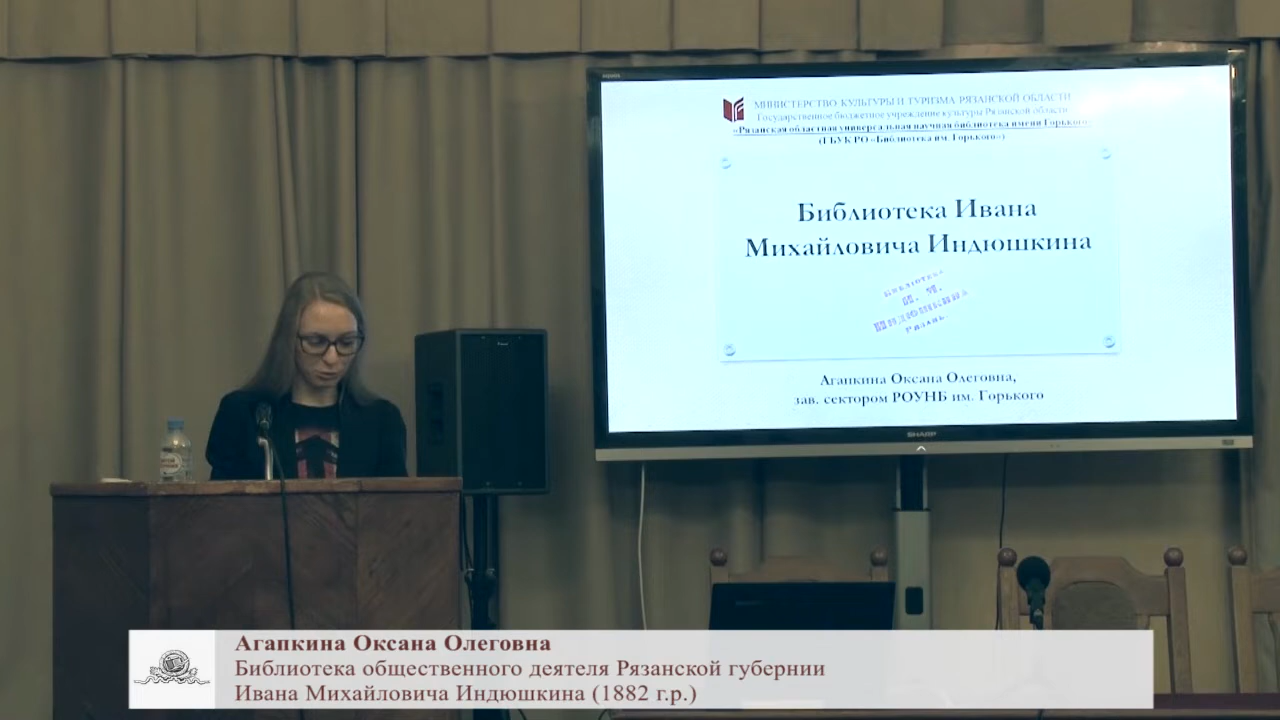 МИНИСТЕРСТВО КУЛЬТУРЫ И ТУРИЗМА РЯЗАНСКОЙ ОБЛАСТИ
Государственное бюджетное учреждение культуры Рязанской области
«Рязанская областная универсальная научная библиотека имени Горького»
(ГБУК РО «Библиотека им. Горького»)
Библиотека Ивана
Михайловича Индюшкина
БИБЛИОТЕКА
И. М.
ИНДЮШКИНА
РЯЗАНЬ.
Агапкина Оксана Олеговна,
зав. сектором РОУНБ им. Горького
SHARP
Агапкина Оксана Олеговна
Библиотека общественного деятеля Рязанской губернии
Ивана Михайловича Индюшкина (1882 г.р.)